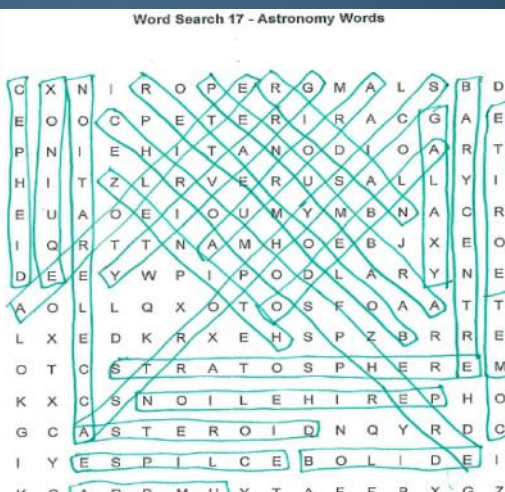 Word Search 17 - Astronomy Words
C X N I R O P E R G M A L S B D
E O O C P E T E R I R A C G A E
P N I E H I T A N O D I O A R T
H I T Z L R V E R U S A L L Y I
E U A O E I O U M Y M B N A C R
I Q R T T N A M H O E B J X E O
D E E Y W P I P O D L A R Y N E
A O L L Q X O T O S F O A A T T
L X E D K R X E H S P Z B R R E
O T C S T R A T O S P H E R E M
K X C S N O I L E H I R E P H O
G C A S T E R O I D N Q Y R D C
I Y E S P I L C E B O L I D E I